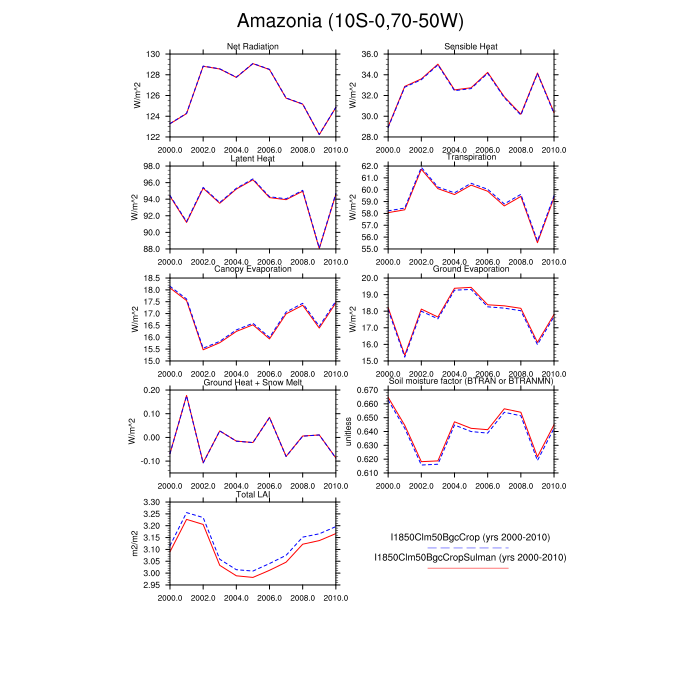 Amazonia (10S-0,70-50W)
Net Radiation
Sensible Heat
130
128
126
124
122
W/m^2
2000.0 2002.0 2004.0 2006.0 2008.0 2010.0
36.0
34.0
32.0
30.0
28.0
W/m^2
2000.0 2002.0 2004.0 2006.0 2008.0 2010.0
Latent Heat
Transpiration
98.0
96.0
94.0
92.0
90.0
88.0
W/m^2
2000.0 2002.0 2004.0 2006.0 2008.0 2010.0
62.0
61.0
60.0
59.0
58.0
57.0
56.0
55.0
W/m^2
2000.0 2002.0 2004.0 2006.0 2008.0 2010.0
Canopy Evaporation
Ground Evaporation
18.5
18.0
17.5
17.0
16.5
16.0
15.5
15.0
W/m^2
2000.0 2002.0 2004.0 2006.0 2008.0 2010.0
20.0
19.0
18.0
17.0
16.0
15.0
W/m^2
2000.0 2002.0 2004.0 2006.0 2008.0 2010.0
Ground Heat + Snow Melt
Soil moisture factor (BTRAN or BTRANMN)
0.20
0.10
0.00
-0.10
W/m^2
2000.0 2002.0 2004.0 2006.0 2008.0 2010.0
0.670
0.660
0.650
0.640
0.630
0.620
0.610
unitless
2000.0 2002.0 2004.0 2006.0 2008.0 2010.0
Total LAI
3.30
3.25
3.20
3.15
3.10
3.05
3.00
2.95
m2/m2
2000.0 2002.0 2004.0 2006.0 2008.0 2010.0
I1850Clm50BgcCrop (yrs 2000-2010)
I1850Clm50BgcCropSulman (yrs 2000-2010)